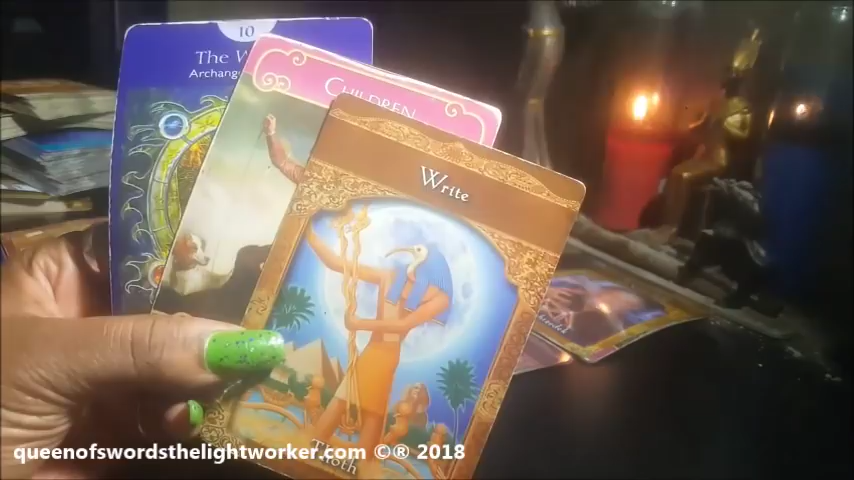 10
The W
Archang
CHILDREN
Write
Thoth
queenofswordsthelightworker.com ©® 2018